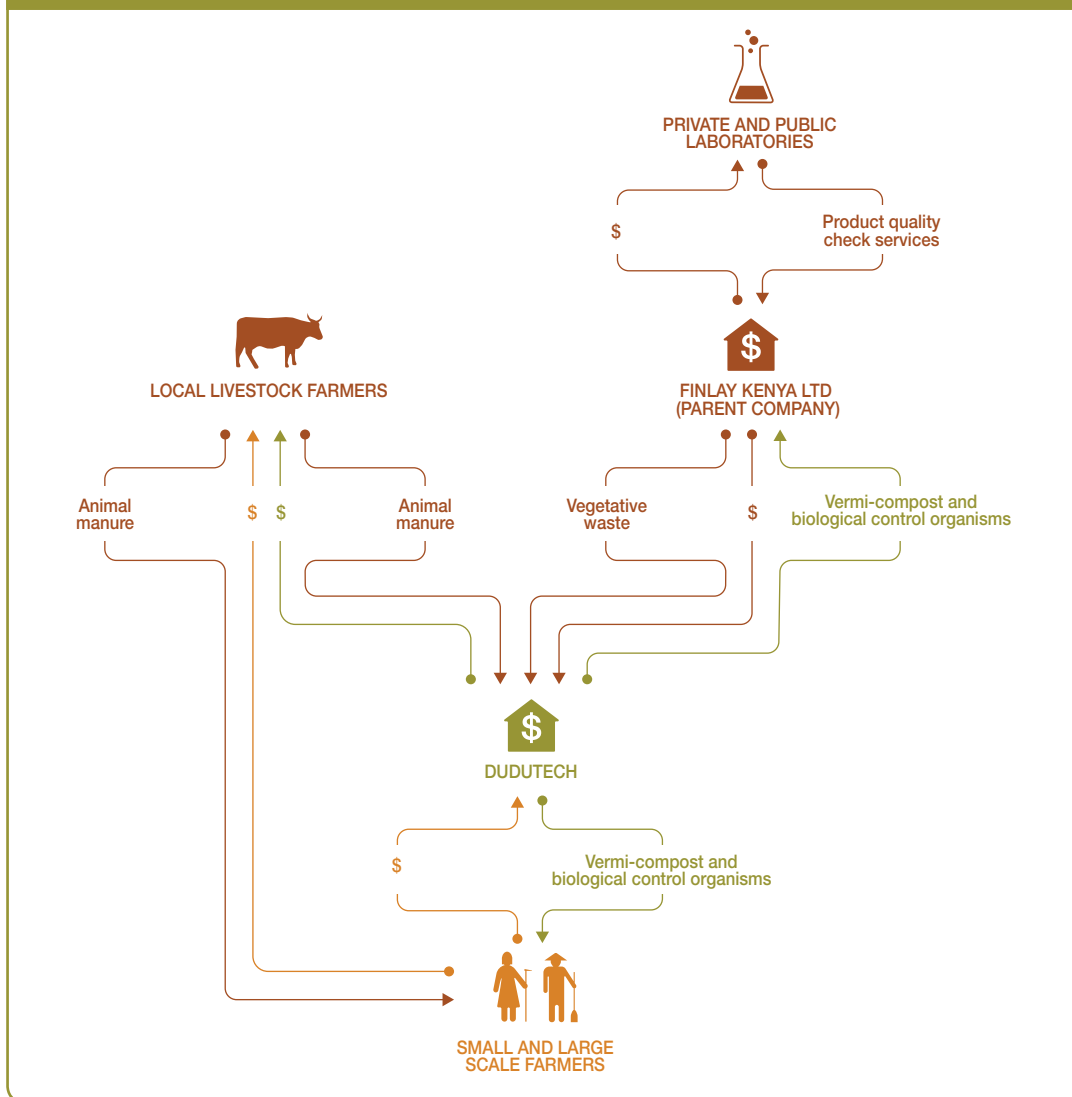 PRIVATE AND PUBLIC
LABORATORIES
$
Product quality
check services
$
LOCAL LIVESTOCK FARMERS
FINLAY KENYA LTD
(PARENT COMPANY)
Animal
manure
$
$
Animal
manure
Vegetative
waste
$
Vermi-compost and
biological control organisms
$
DUDUTECH
$
Vermi-compost and
biological control organisms
SMALL AND LARGE
SCALE FARMERS